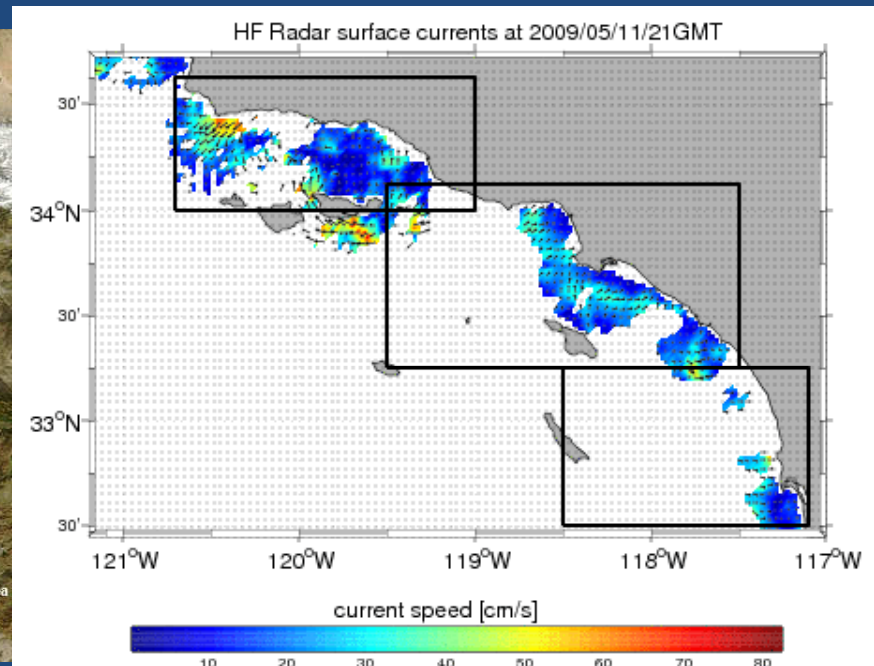 HF Radar surface currents at 2009/05/11/21GMT
30'
34°N
30'
33°N
30'
121°W 120°W 119°W 118°W 117°W
current speed [cm/s]
10 20 30 40 50 60 70 80